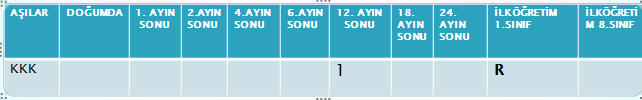 AŞILAR DOĞUMDA 1. AYIN SONU 2.AYIN SONU 4.AYIN SONU 6.AYIN SONU 12. AYIN SONU 18. AYIN SONU 24. AYIN SONU İLKÖĞRETİM 1.SINIF İLKÖĞRETİM 8.SINIF
KKK 1 R